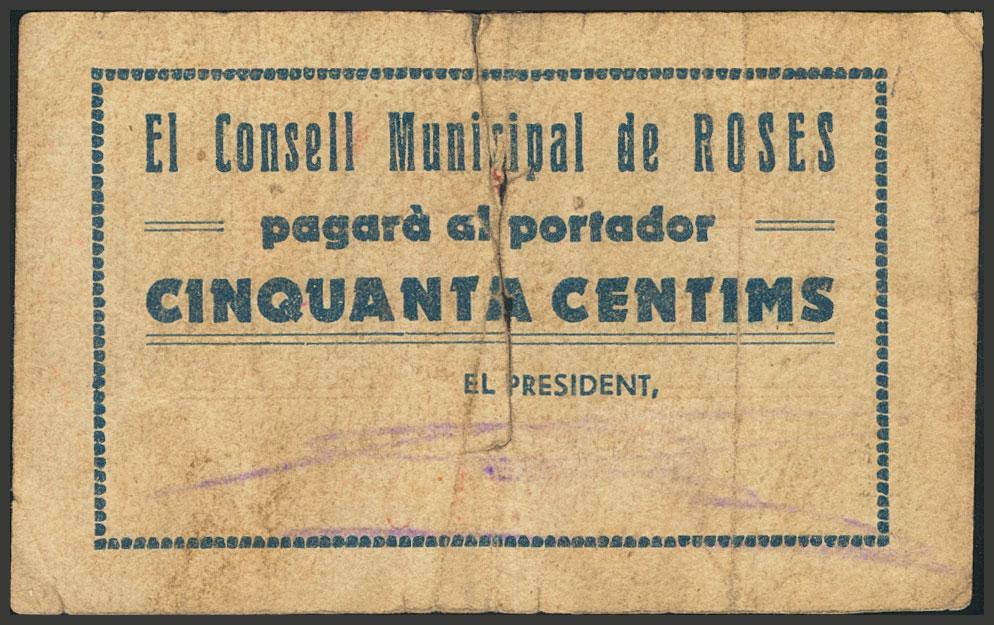 El Consell Municipal de ROSES
pagarà al portador
CINQUANTA CENTIMS
EL PRESIDENT,